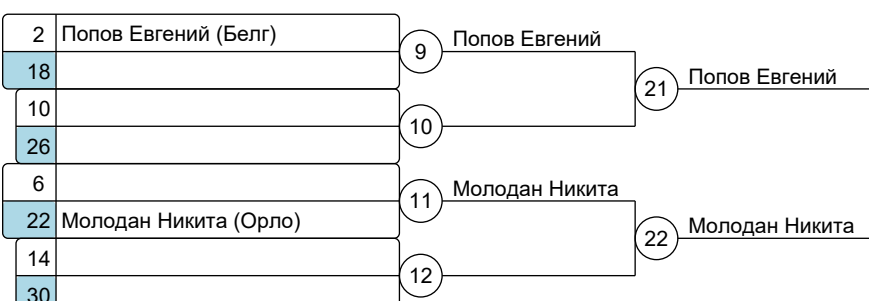 2 Попов Евгений (Белг)
9 Попов Евгений
18
21 Попов Евгений
10
10
26
6
11 Молодан Никита
22 Молодан Никита (Орло)
22 Молодан Никита
14
12
30